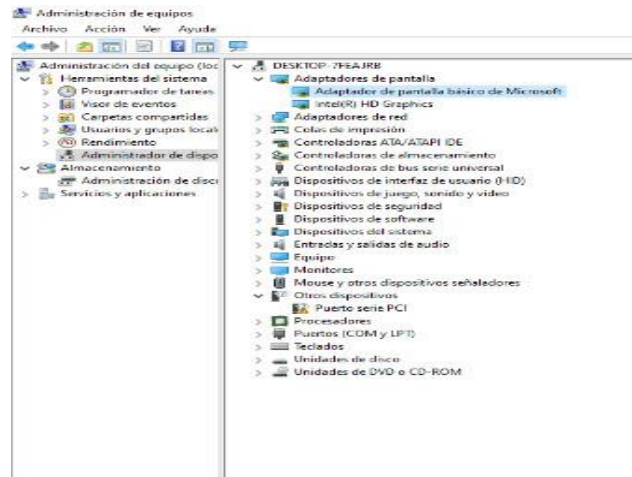 Administración de equipos
Archivo Acción Ver Ayuda
Administración del equipo (loc
Herramientas del sistema
Programador de tareas
Visor de eventos
Carpetas compartidas
Usuarios y grupos local
Rendimiento
Administrador de dispo
Almacenamiento
Administración de disc
Servicios y aplicaciones
DESKTOP-7FEAJRB
Adaptadores de pantalla
Adaptador de pantalla básico de Microsoft
Intel(R) HD Graphics
Adaptadores de red
Colas de impresión
Controladoras ATA/ATAPI IDE
Controladoras de almacenamiento
Controladoras de bus serie universal
Dispositivos de interfaz de usuario (HID)
Dispositivos de juego, sonido y vídeo
Dispositivos de seguridad
Dispositivos de software
Dispositivos del sistema
Entradas y salidas de audio
Equipo
Monitores
Mouse y otros dispositivos señaladores
Otros dispositivos
Puerto serie PCI
Procesadores
Puertos (COM y LPT)
Teclados
Unidades de disco
Unidades de DVD o CD-ROM